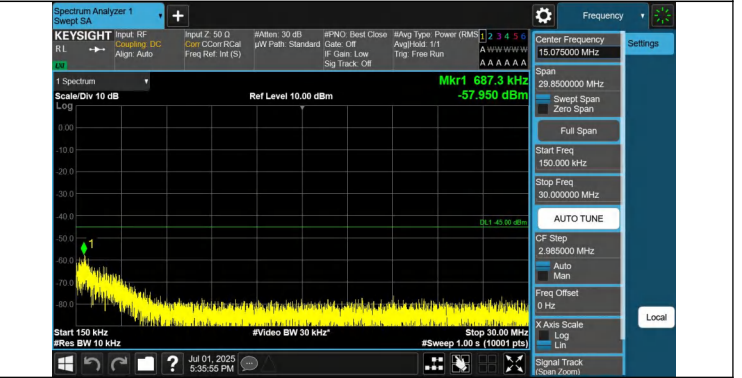 Spectrum Analyzer 1
Swept SA
Frequency
KEYSIGHT
Input: RF
Input Z: 50 Ω
#Atten: 30 dB
#PNO: Best Close
#Avg Type: Power (RMS
1 2 3 4 5 6
RL
Coupling: DC
Corr CCorr RCal
µW Path: Standard
Gate: Off
Avg|Hold: 1/1
A W W W W W
Align: Auto
Freq Ref: Int (S)
IF Gain: Low
Trig: Free Run
Sig Track: Off
A A A A A A
1 Spectrum
Mkr1 687.3 kHz
Scale/Div 10 dB
Ref Level 10.00 dBm
-57.950 dBm
Log
0.00
-10.0
-20.0
-30.0
-40.0
DL1 -45.00 dBm
-50.0
1
-60.0
-70.0
-80.0
Start 150 kHz
#Video BW 30 kHz*
Stop 30.00 MHz
#Res BW 10 kHz
#Sweep 1.00 s (10001 pts)
?
Jul 01, 2025
5:35:55 PM
Center Frequency
15.075000 MHz
Settings
Span
29.8500000 MHz
Swept Span
Zero Span
Full Span
Start Freq
150.000 kHz
Stop Freq
30.000000 MHz
AUTO TUNE
CF Step
2.985000 MHz
Auto
Man
Freq Offset
0 Hz
X Axis Scale
Log
Lin
Local
Signal Track
(Span Zoom)